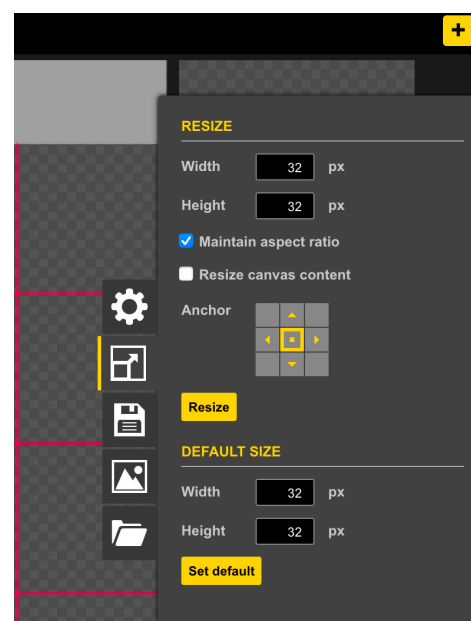 +
RESIZE
Width 32 px
Height 32 px
Maintain aspect ratio
Resize canvas content
Anchor
Resize
DEFAULT SIZE
Width 32 px
Height 32 px
Set default